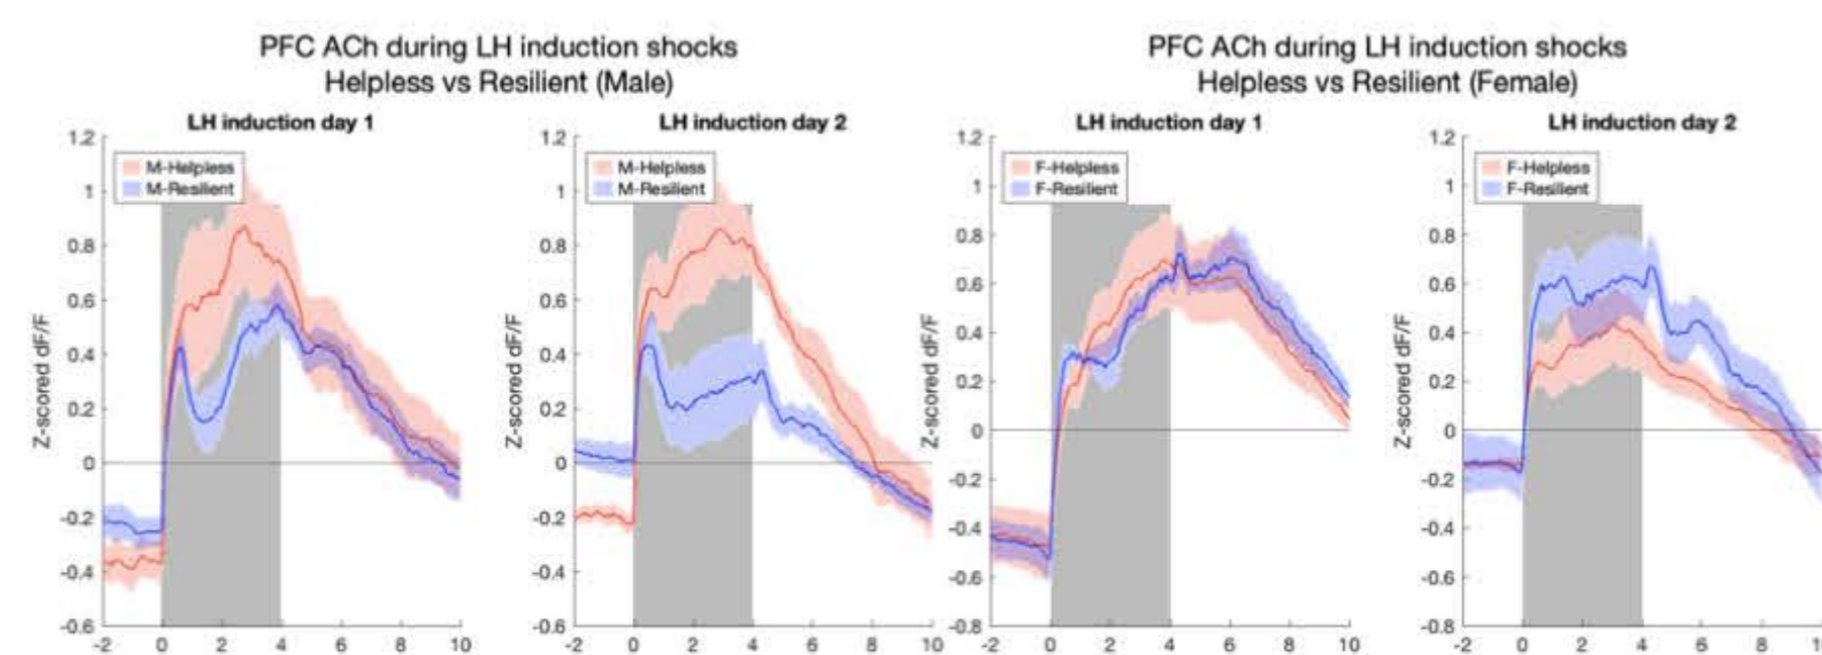 PFC ACh during LH induction shocks
Helpless vs Resilient (Male)
LH induction day 1
1.2
1
0.8
0.6
0.4
0.2
0
-0.2
-0.4
-0.6
Z-scored dF/F
M-Helpless
M-Resilient
-2 0 2 4 6 8 10
LH induction day 2
1.2
1
0.8
0.6
0.4
0.2
0
-0.2
-0.4
-0.6
Z-scored dF/F
M-Helpless
M-Resilient
-2 0 2 4 6 8 10
PFC ACh during LH induction shocks
Helpless vs Resilient (Female)
LH induction day 1
1.2
1
0.8
0.6
0.4
0.2
0
-0.2
-0.4
-0.6
-0.8
Z-scored dF/F
F-Helpless
F-Resilient
-2 0 2 4 6 8 10
LH induction day 2
1.2
1
0.8
0.6
0.4
0.2
0
-0.2
-0.4
-0.6
-0.8
Z-scored dF/F
F-Helpless
F-Resilient
-2 0 2 4 6 8